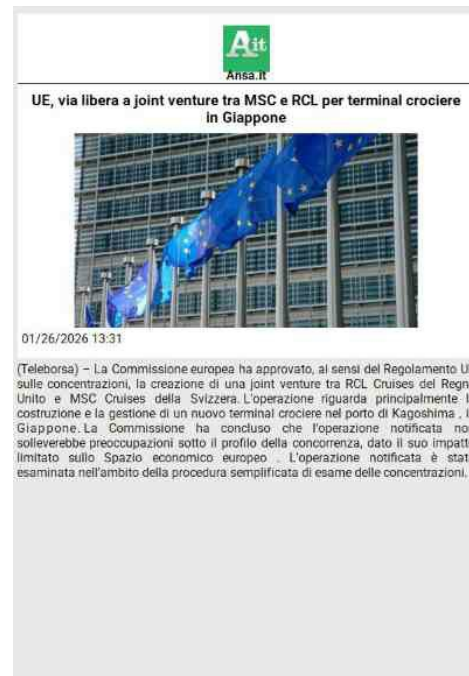 Ait
Ansa.it
UE, via libera a joint venture tra MSC e RCL per terminal crociere
in Giappone
01/26/2026 13:31
(Teleborsa) – La Commissione europea ha approvato, ai sensi del Regolamento U
sulle concentrazioni, la creazione di una joint venture tra RCL Cruises del Regn
Unito e MSC Cruises della Svizzera. L'operazione riguarda principalmente l
costruzione e la gestione di un nuovo terminal crociere nel porto di Kagoshima , i
Giappone. La Commissione ha concluso che l'operazione notificata no
solleverebbe preoccupazioni sotto il profilo della concorrenza, dato il suo impatt
limitato sullo Spazio economico europeo . L'operazione notificata è stat
esaminata nell'ambito della procedura semplificata di esame delle concentrazioni.